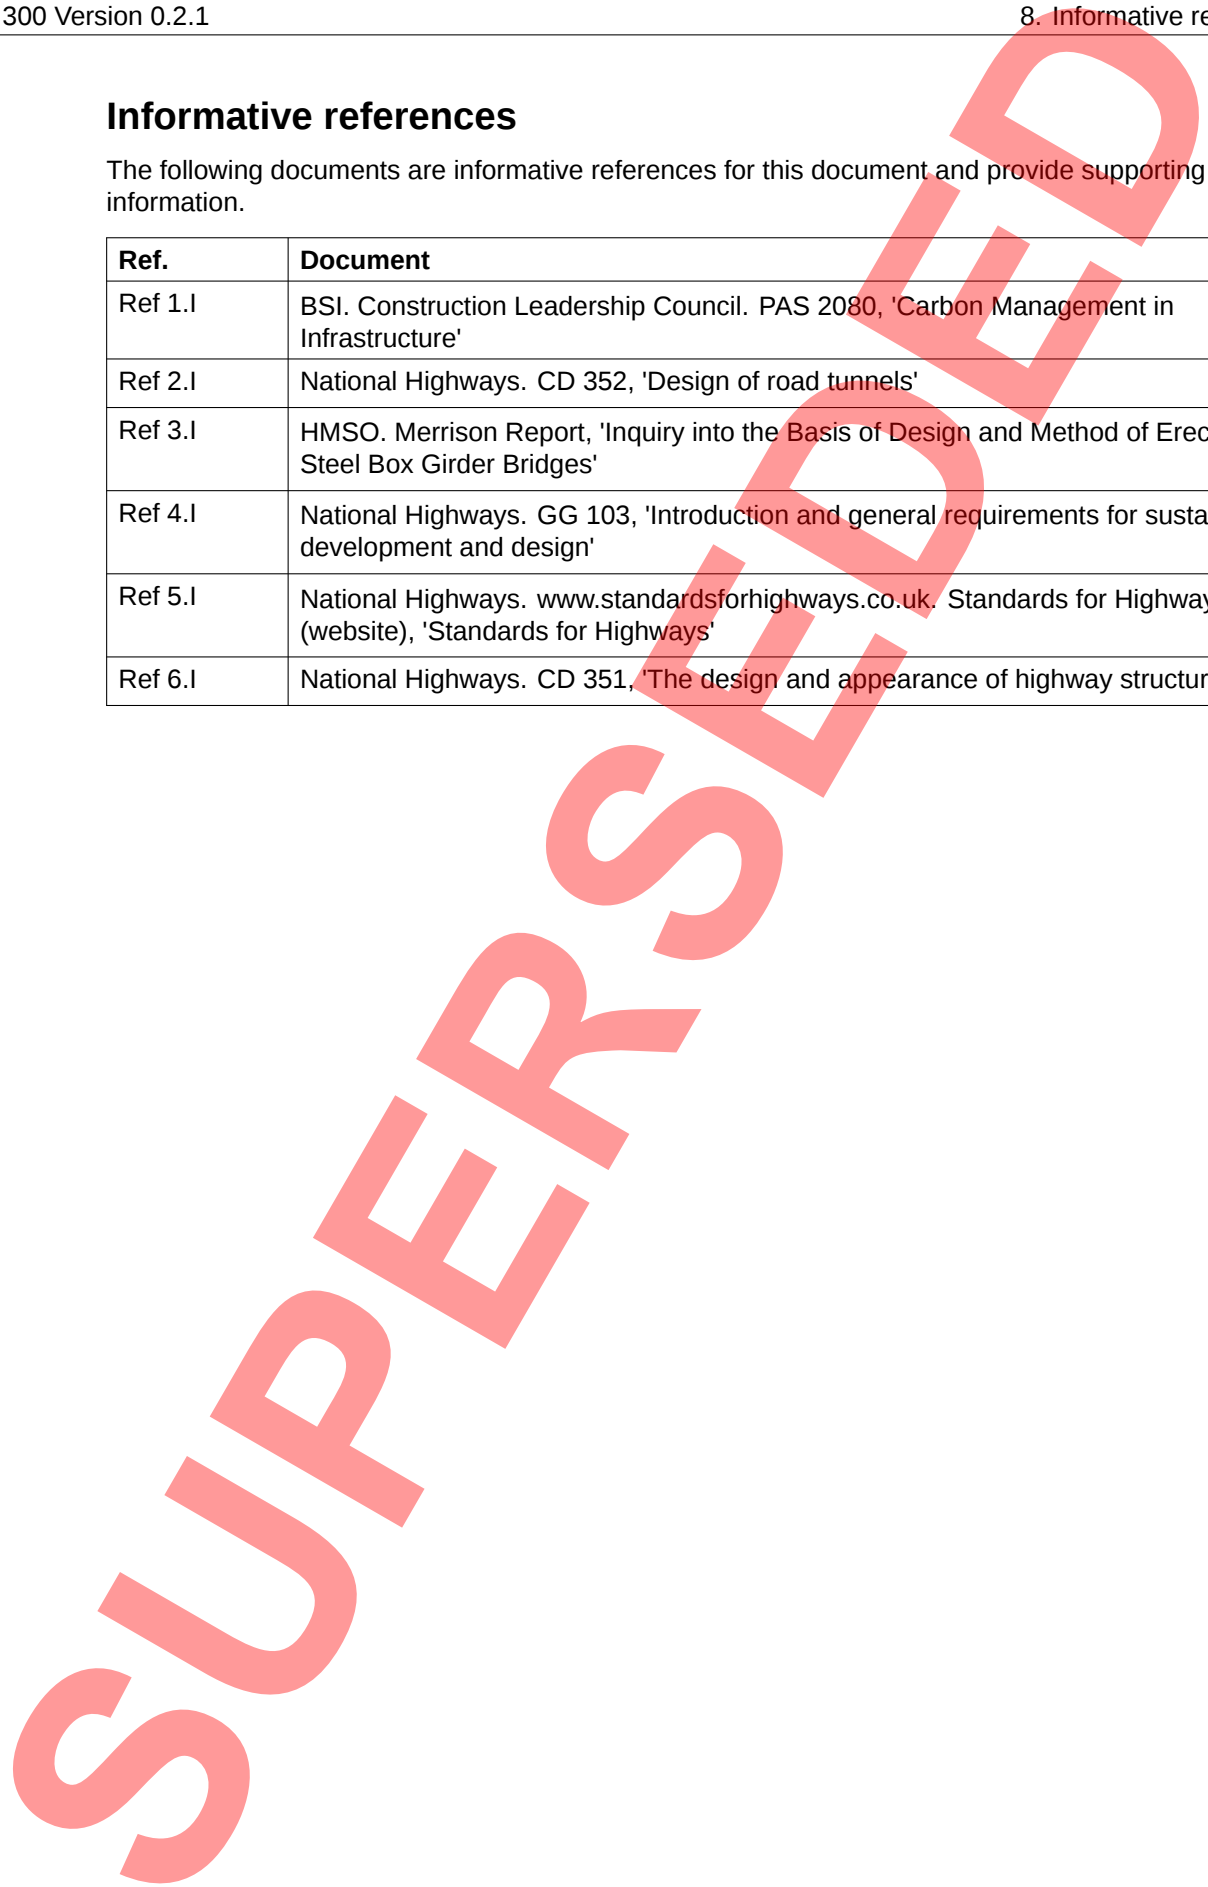 300 Version 0.2.1
8. Informative re
Informative references
The following documents are informative references for this document and provide supporting
information.
Ref.
Document
Ref 1.I
BSI. Construction Leadership Council. PAS 2080, 'Carbon Management in
Infrastructure'
Ref 2.I
National Highways. CD 352, 'Design of road tunnels'
Ref 3.I
HMSO. Merrison Report, 'Inquiry into the Basis of Design and Method of Erec
Steel Box Girder Bridges'
Ref 4.I
National Highways. GG 103, 'Introduction and general requirements for susta
development and design'
Ref 5.I
National Highways. www.standardsforhighways.co.uk. Standards for Highway
(website), 'Standards for Highways'
Ref 6.I
National Highways. CD 351, 'The design and appearance of highway structur
SUPERSEDED